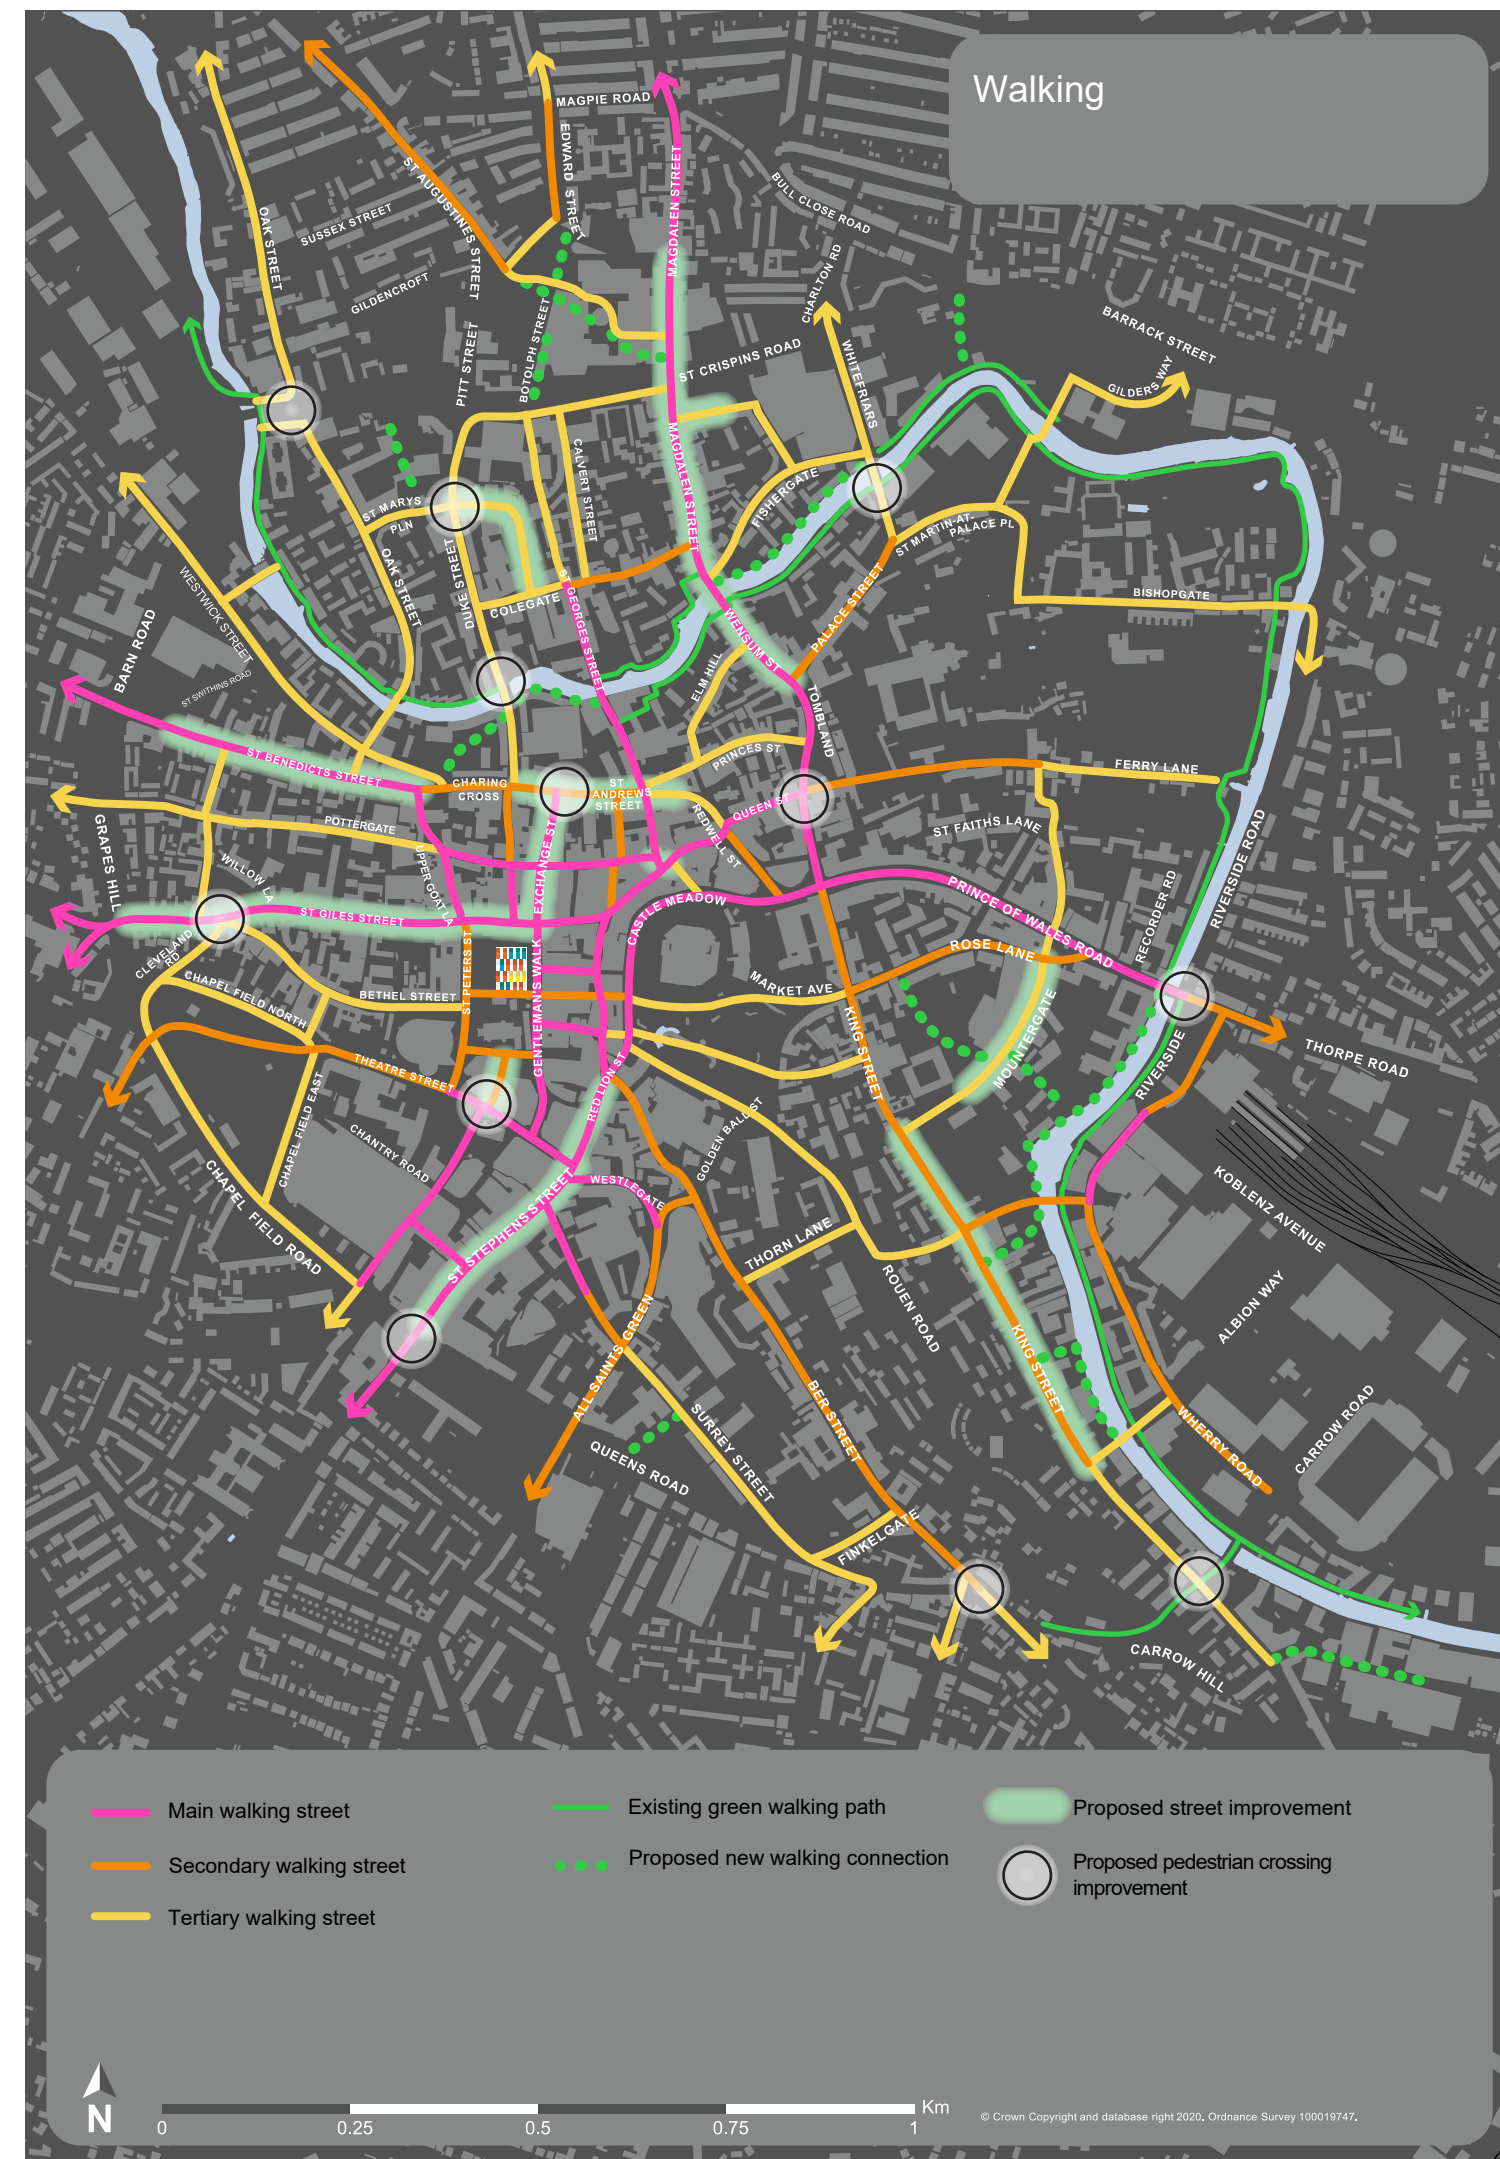 Walking
MAGPIE ROAD
EDWARD STREET
MAGDALEN STREET
ST AUGUSTINES STREET
BULL CLOSE ROAD
OAK STREET
SUSSEX STREET
GILDENCROFT
PITT STREET
BOTOLPH STREET
CHARLTON RD
WHITEFRIARS
BARRACK STREET
GILDERS WAY
ST CRISPINS ROAD
MAGDALEN STREET
CALVERT STREET
FISHERGATE
ST MARYS
PLN
OAK STREET
DUKE STREET
COLEGATE
ST GEORGES STREET
ST MARTIN-AT-
PALACE PL
PALACE STREET
BISHOPGATE
WENSUM ST
ELM HILL
TOMBLAND
WESTWICK STREET
BARN ROAD
ST SWITHINS ROAD
ST BENEDICTS STREET
CHARING
CROSS
ST
ANDREWS
STREET
PRINCES ST
QUEEN ST
REDWELL ST
FERRY LANE
ST FAITHS LANE
RIVERSIDE ROAD
GRAPES HILL
POTTERGATE
WILLOW LA
UPPER GOAT LA
EXCHANGE ST
ST GILES STREET
CASTLE MEADOW
PRINCE OF WALES ROAD
RECORDER RD
ROSE LANE
CLEVELAND
RD
CHAPEL FIELD NORTH
BETHEL STREET
ST PETERS ST
GENTLEMAN'S WALK
MARKET AVE
KING STREET
MOUNTERGATE
RIVERSIDE
THORPE ROAD
THEATRE STREET
CHAPEL FIELD EAST
CHANTRY ROAD
RED LION ST
GOLDEN BALL ST
CHAPEL FIELD ROAD
ST STEPHENS STREET
WESTLEGATE
THORN LANE
ROUEN ROAD
KOBLENZ AVENUE
ALBION WAY
ALL SAINTS GREEN
KING STREET
BER STREET
SURREY STREET
QUEENS ROAD
WHERRY ROAD
CARROW ROAD
FINKELGATE
CARROW HILL
Main walking street
Secondary walking street
Tertiary walking street
Existing green walking path
Proposed new walking connection
Proposed street improvement
Proposed pedestrian crossing
improvement
N
0
0.25
0.5
0.75
1
Km
© Crown Copyright and database right 2020. Ordnance Survey 100019747.